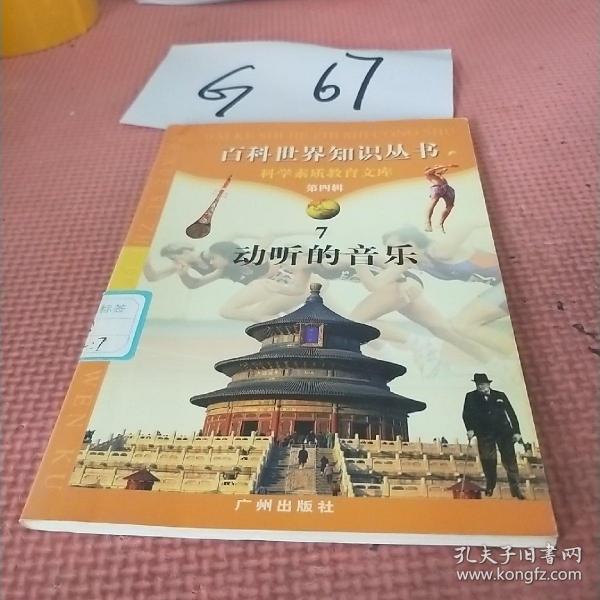 G 67
百科世界知识丛书
科学素质教育文库
第四辑
7
动听的音乐
标签
:7
WEN KU
广州出版社
孔夫子旧书网
www.kongfz.com